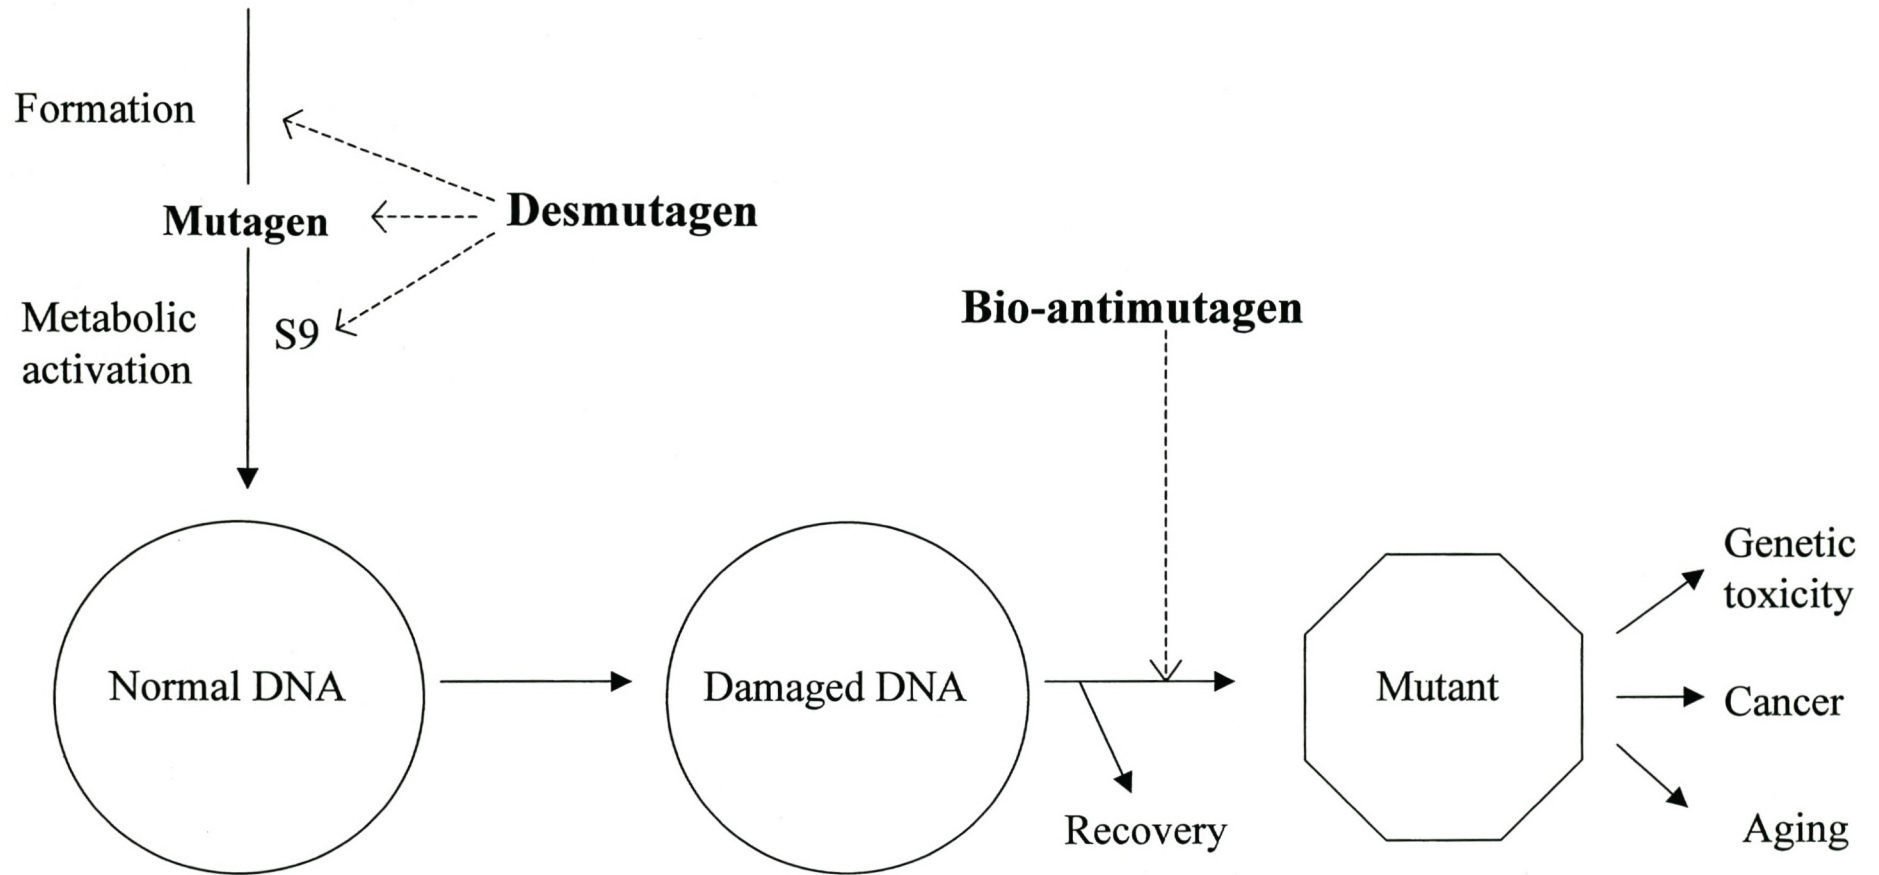 Formation
Mutagen
Desmutagen
Metabolic
activation
S9
Bio-antimutagen
Normal DNA
Damaged DNA
Recovery
Mutant
Genetic
toxicity
Cancer
Aging